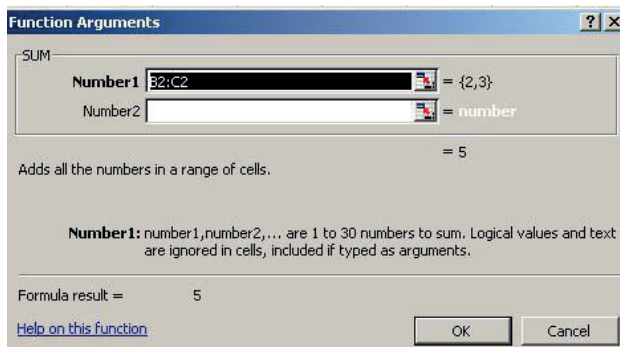 Function Arguments
SUM
Number1 B2:C2 = {2,3}
Number2 = number
= 5
Adds all the numbers in a range of cells.
Number1: number1,number2,... are 1 to 30 numbers to sum. Logical values and text
are ignored in cells, included if typed as arguments.
Formula result = 5
Help on this function OK Cancel